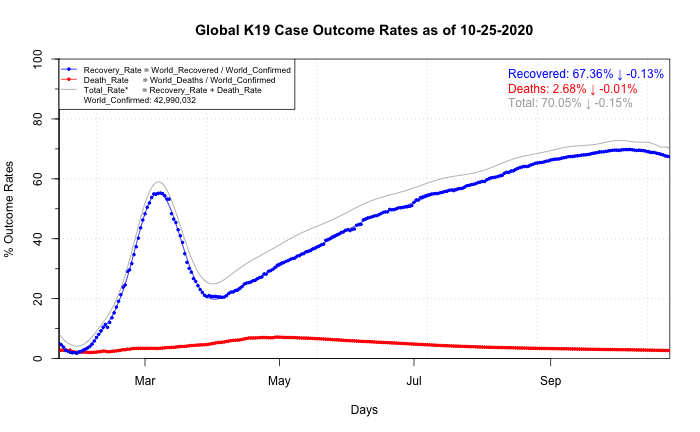 Global K19 Case Outcome Rates as of 10-25-2020
Recovery_Rate = World_Recovered / World_Confirmed
Death_Rate = World_Deaths / World_Confirmed
Total_Rate* = Recovery_Rate + Death_Rate
World_Confirmed: 42,990,032
Recovered: 67.36% ↓ -0.13%
Deaths: 2.68% ↓ -0.01%
Total: 70.05% ↓ -0.15%
% Outcome Rates
100
80
60
40
20
0
Mar May Jul Sep
Days